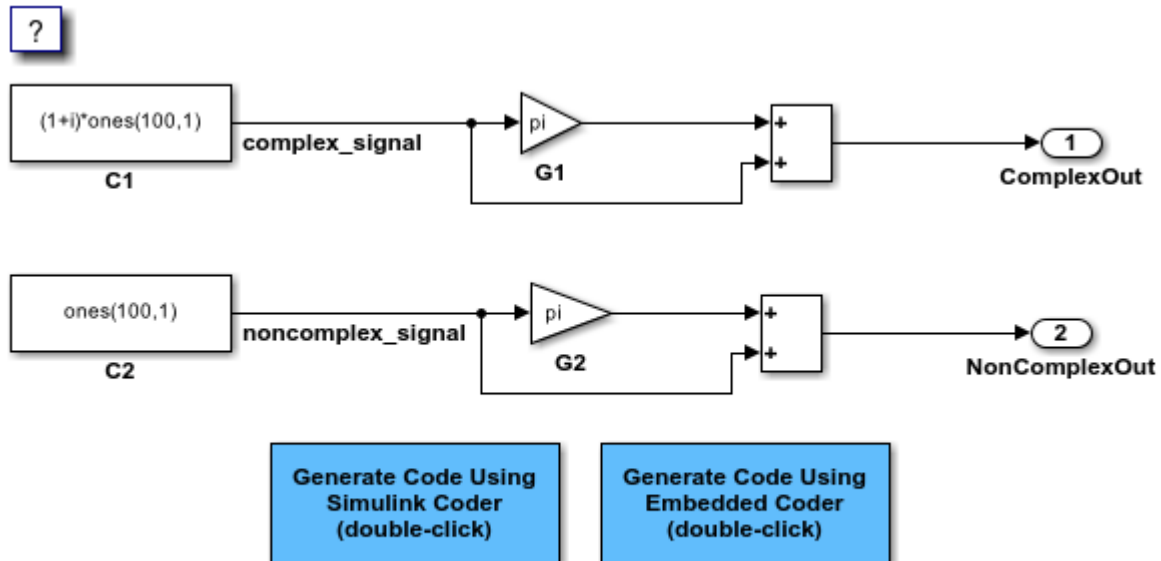 ?
(1+i)*ones(100,1)
complex_signal
C1
pi
G1
+
+
1
ComplexOut
ones(100,1)
noncomplex_signal
C2
pi
G2
+
+
2
NonComplexOut
Generate Code Using
Simulink Coder
(double-click)
Generate Code Using
Embedded Coder
(double-click)